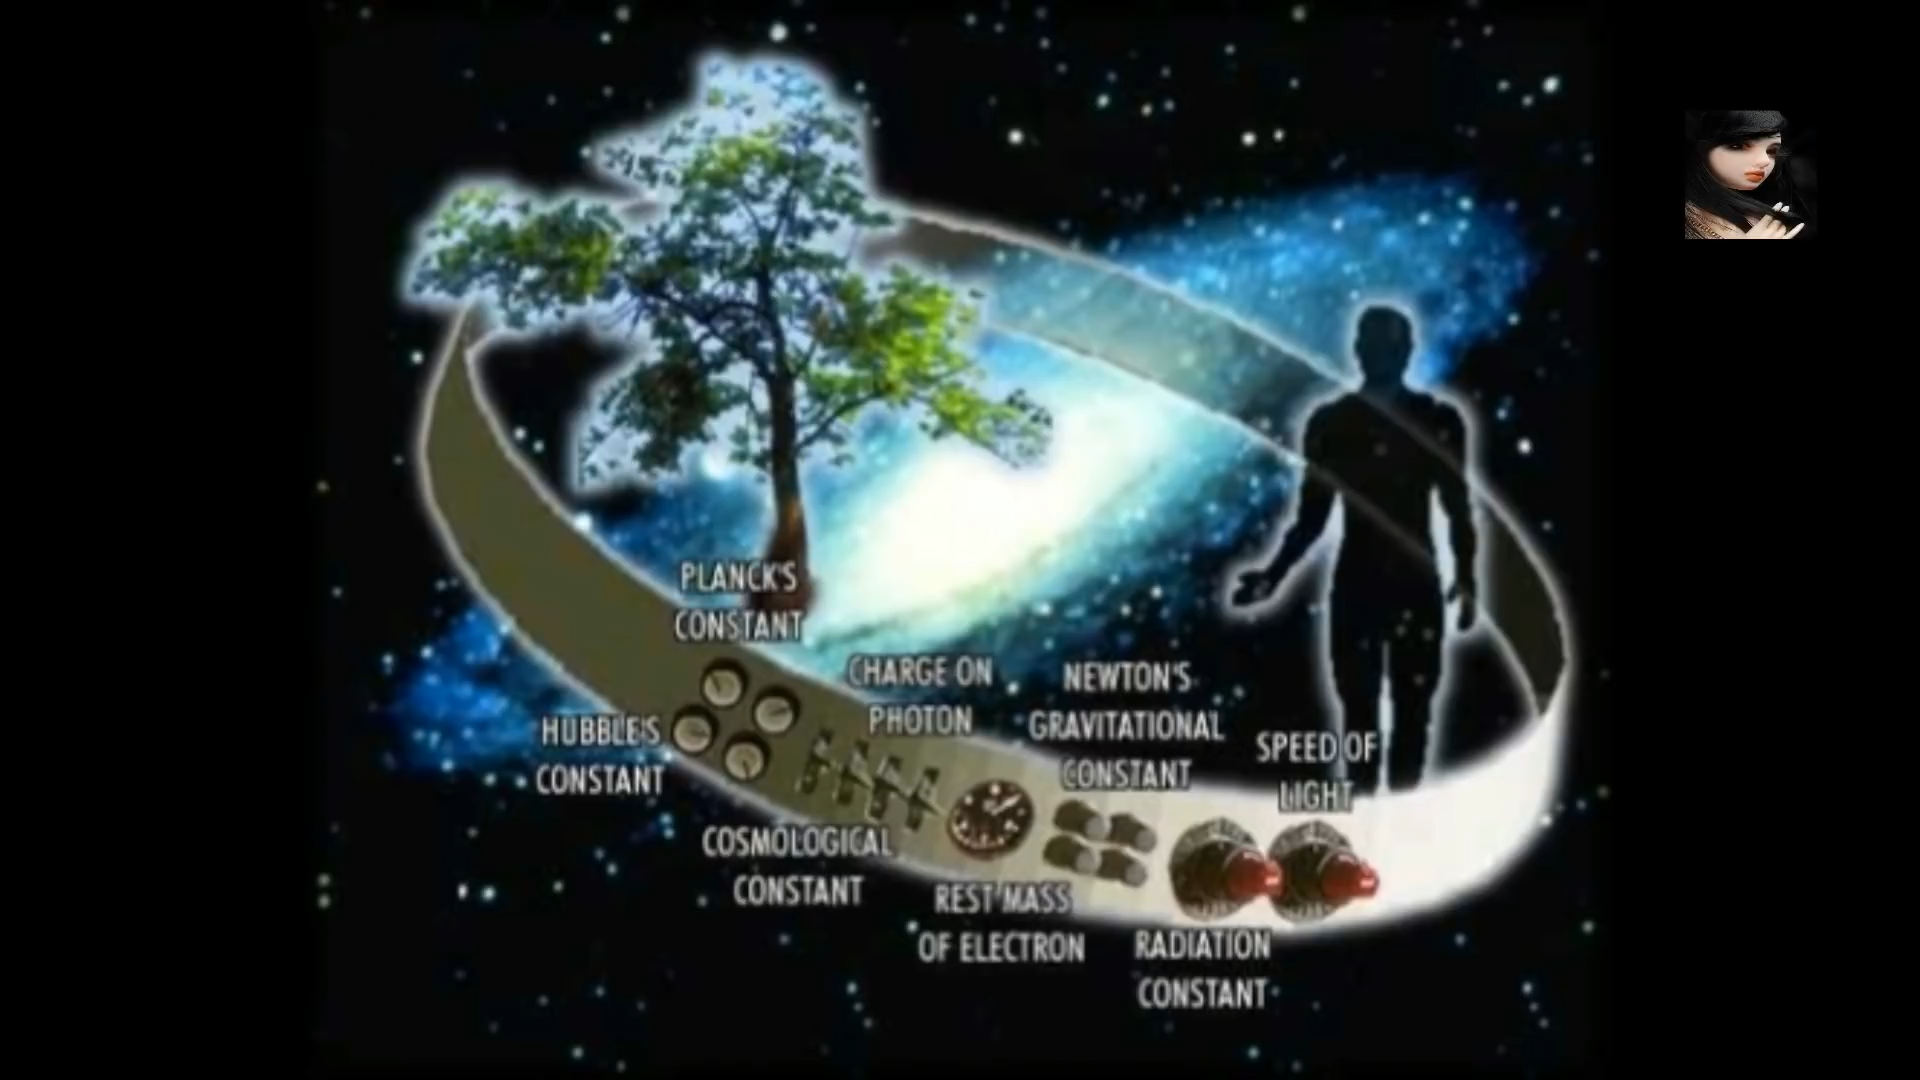 PLANCK'S
CONSTANT
HUBBLE'S
CONSTANT
CHARGE ON
PHOTON
NEWTON'S
GRAVITATIONAL
CONSTANT
SPEED OF
LIGHT
COSMOLOGICAL
CONSTANT
REST MASS
OF ELECTRON
RADIATION
CONSTANT